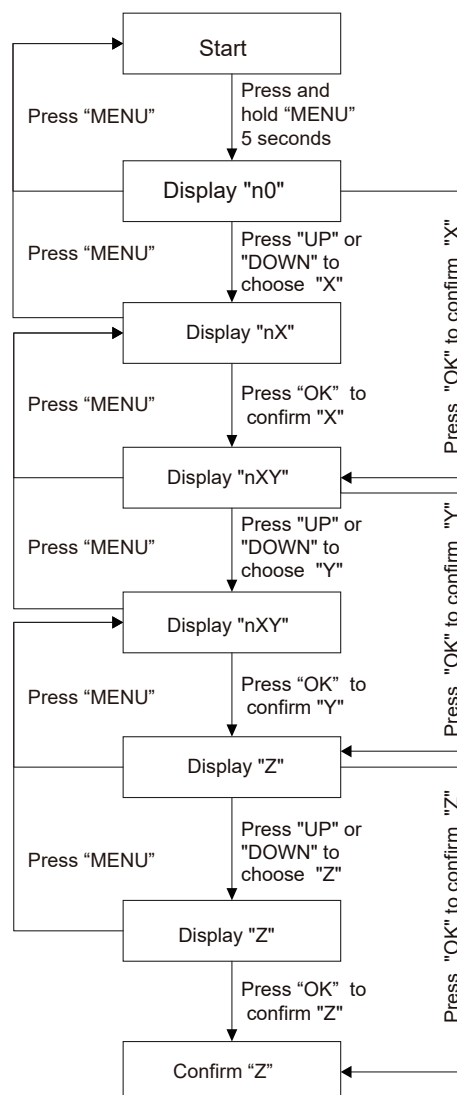 Start
Press and
hold “MENU”
5 seconds
Press “MENU”
Display "n0"
Press "UP" or
"DOWN" to
choose "X"
Press “MENU”
Press "OK" to confirm "X"
Display "nX"
Press “OK” to
confirm "X"
Press “MENU”
Display "nXY"
Press "UP" or
"DOWN" to
choose "Y"
Press “MENU”
Press "OK" to confirm "Y"
Display "nXY"
Press “OK” to
confirm "Y"
Press “MENU”
Display "Z"
Press "UP" or
"DOWN" to
choose "Z"
Press “MENU”
Press "OK" to confirm "Z"
Display "Z"
Press “OK” to
confirm "Z"
Confirm “Z”